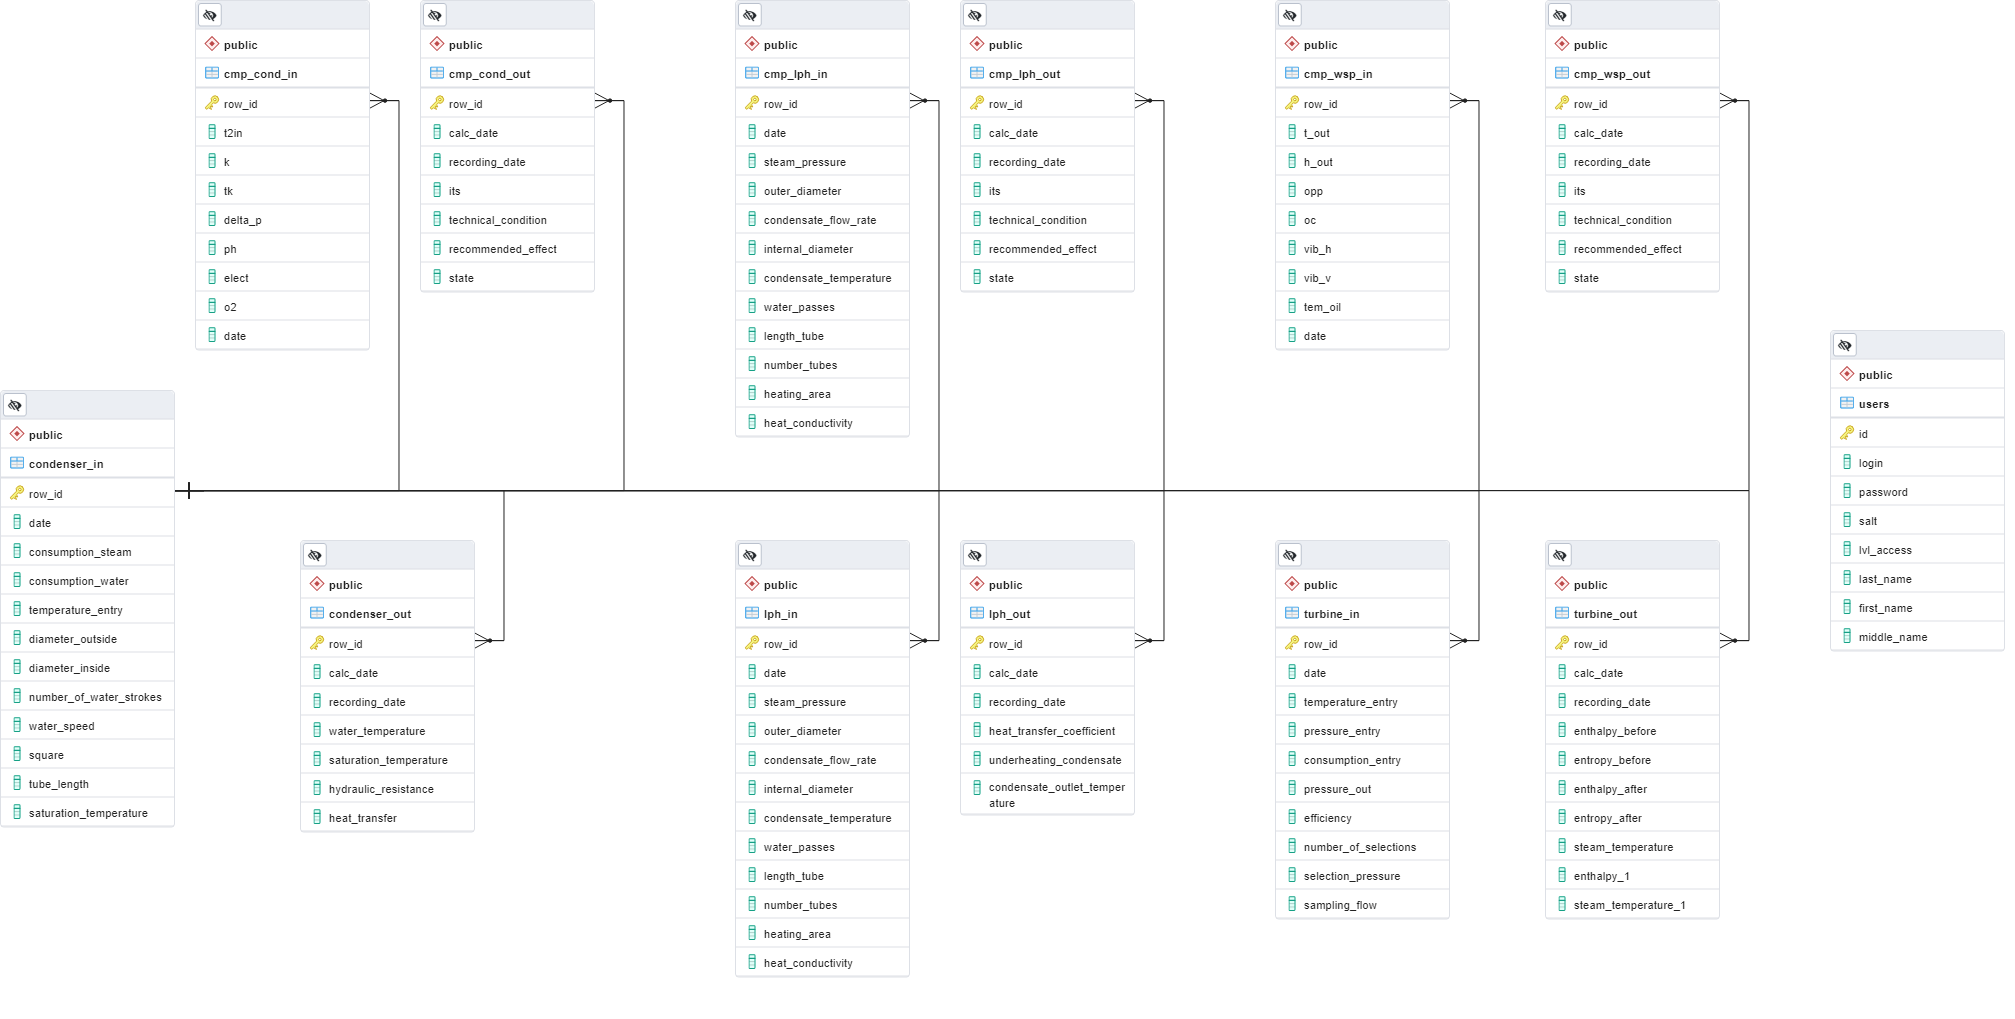 public
cmp_cond_in
row_id
t2in
k
tk
delta_p
ph
elect
o2
date
public
cmp_cond_out
row_id
calc_date
recording_date
its
technical_condition
recommended_effect
state
public
cmp_lph_in
row_id
date
steam_pressure
outer_diameter
condensate_flow_rate
internal_diameter
condensate_temperature
water_passes
length_tube
number_tubes
heating_area
heat_conductivity
public
cmp_lph_out
row_id
calc_date
recording_date
its
technical_condition
recommended_effect
state
public
cmp_wsp_in
row_id
t_out
h_out
opp
oc
vib_h
vib_v
tem_oil
date
public
cmp_wsp_out
row_id
calc_date
recording_date
its
technical_condition
recommended_effect
state
public
users
id
login
password
salt
lvl_access
last_name
first_name
middle_name
public
condenser_in
row_id
date
consumption_steam
consumption_water
temperature_entry
diameter_outside
diameter_inside
number_of_water_strokes
water_speed
square
tube_length
saturation_temperature
public
condenser_out
row_id
calc_date
recording_date
water_temperature
saturation_temperature
hydraulic_resistance
heat_transfer
public
lph_in
row_id
date
steam_pressure
outer_diameter
condensate_flow_rate
internal_diameter
condensate_temperature
water_passes
length_tube
number_tubes
heating_area
heat_conductivity
public
lph_out
row_id
calc_date
recording_date
heat_transfer_coefficient
underheating_condensate
condensate_outlet_temper
ature
public
turbine_in
row_id
date
temperature_entry
pressure_entry
consumption_entry
pressure_out
efficiency
number_of_selections
selection_pressure
sampling_flow
public
turbine_out
row_id
calc_date
recording_date
enthalpy_before
entropy_before
enthalpy_after
entropy_after
steam_temperature
enthalpy_1
steam_temperature_1